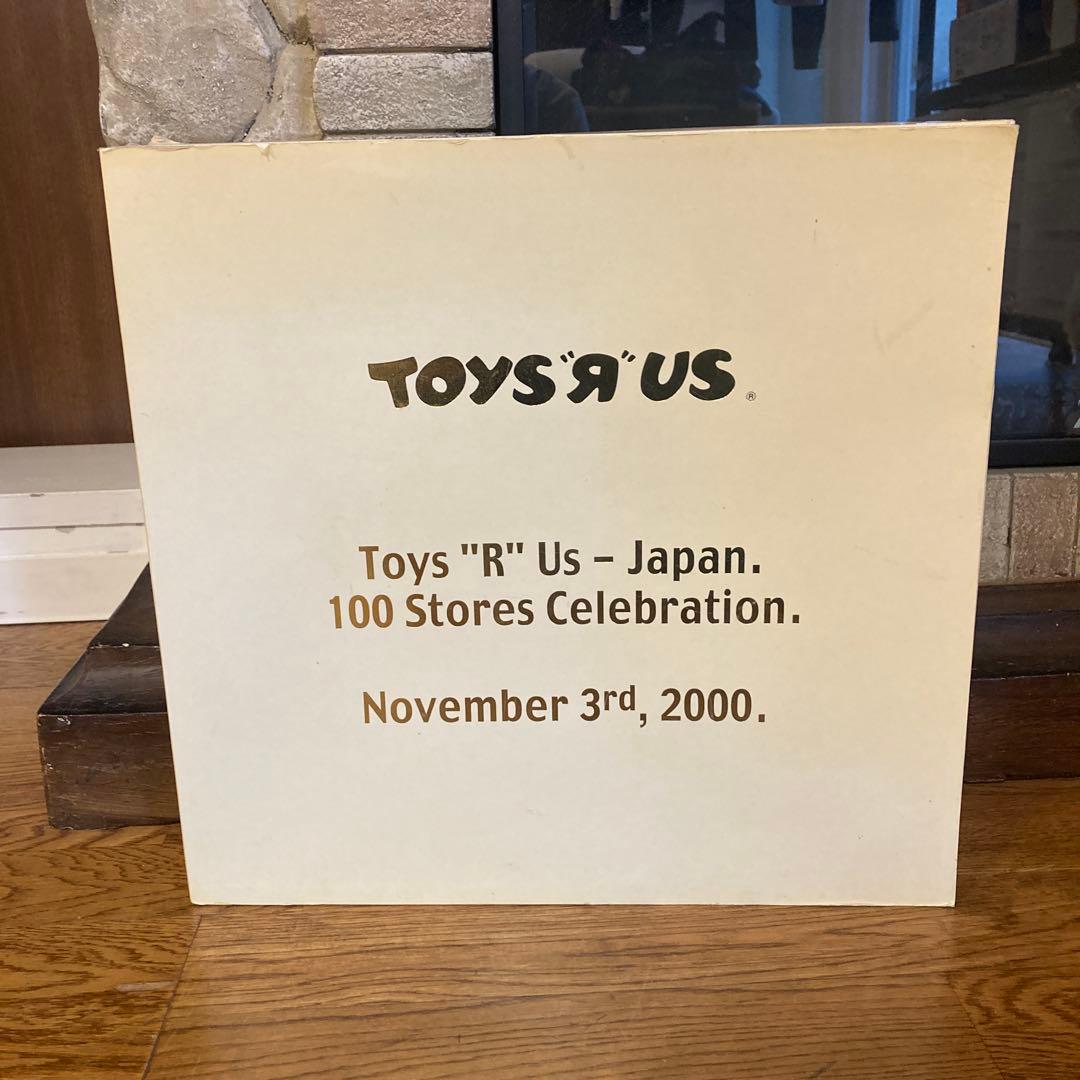 TOYS"Я"US®
Toys "R" Us – Japan.
100 Stores Celebration.
November 3rd, 2000.